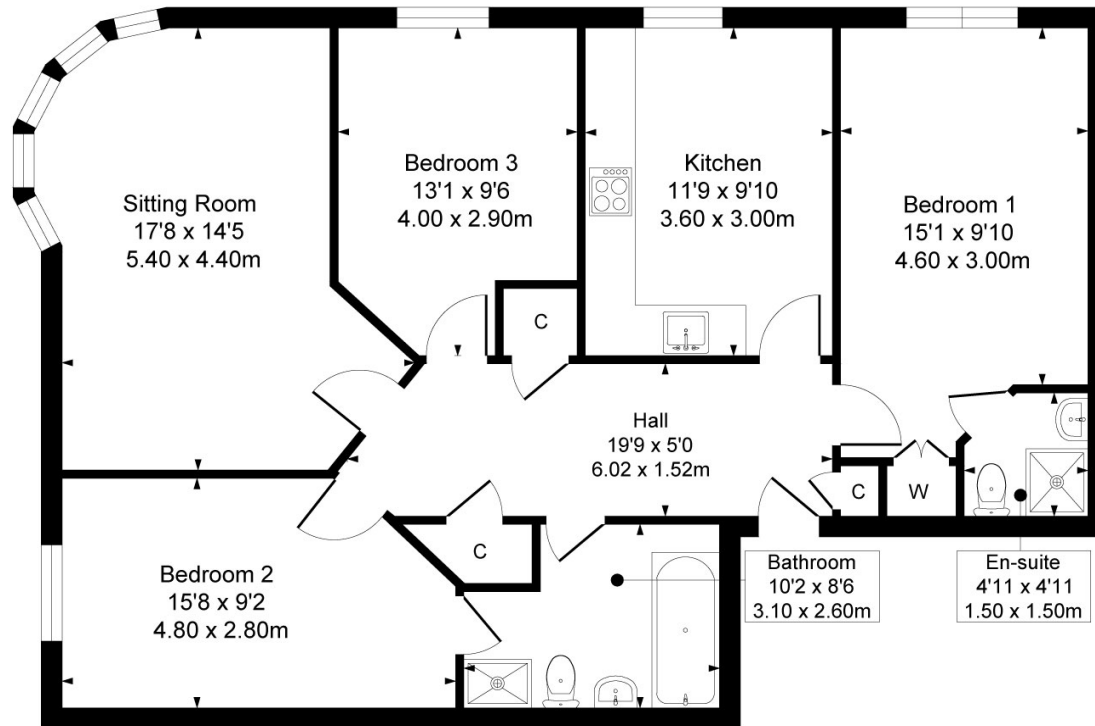 Sitting Room
17'8 x 14'5
5.40 x 4.40m
Bedroom 3
13'1 x 9'6
4.00 x 2.90m
Kitchen
11'9 x 9'10
3.60 x 3.00m
Bedroom 1
15'1 x 9'10
4.60 x 3.00m
C
Hall
19'9 x 5'0
6.02 x 1.52m
C
W
C
Bedroom 2
15'8 x 9'2
4.80 x 2.80m
Bathroom
10'2 x 8'6
3.10 x 2.60m
En-suite
4'11 x 4'11
1.50 x 1.50m